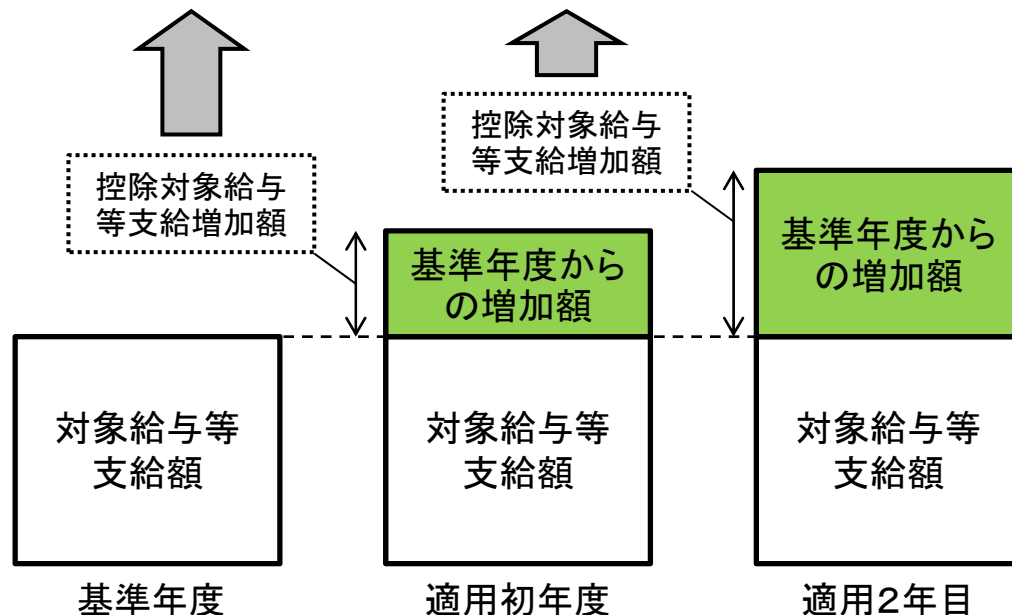 控除対象給与
等支給増加額
控除対象給与
等支給増加額
基準年度から
の増加額
基準年度から
の増加額
対象給与等
支給額
対象給与等
支給額
対象給与等
支給額
基準年度
適用初年度
適用２年目